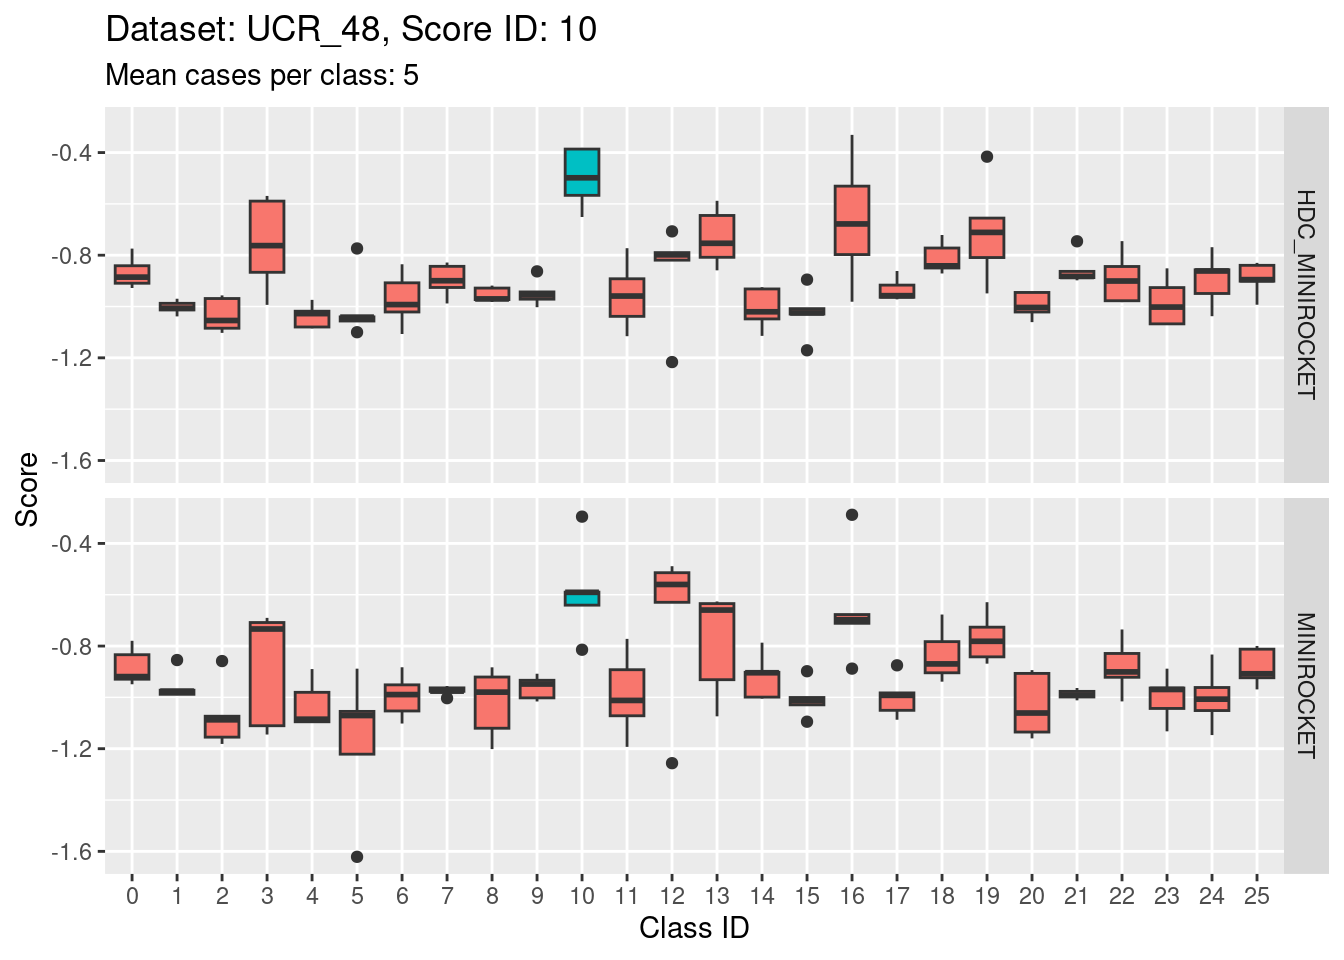 Dataset: UCR_48, Score ID: 10
Mean cases per class: 5
-0.4
-0.8
-1.2
-1.6
HDC_MINIROCKET
Score
-0.4
-0.8
-1.2
-1.6
MINIROCKET
0 1 2 3 4 5 6 7 8 9 10 11 12 13 14 15 16 17 18 19 20 21 22 23 24 25
Class ID